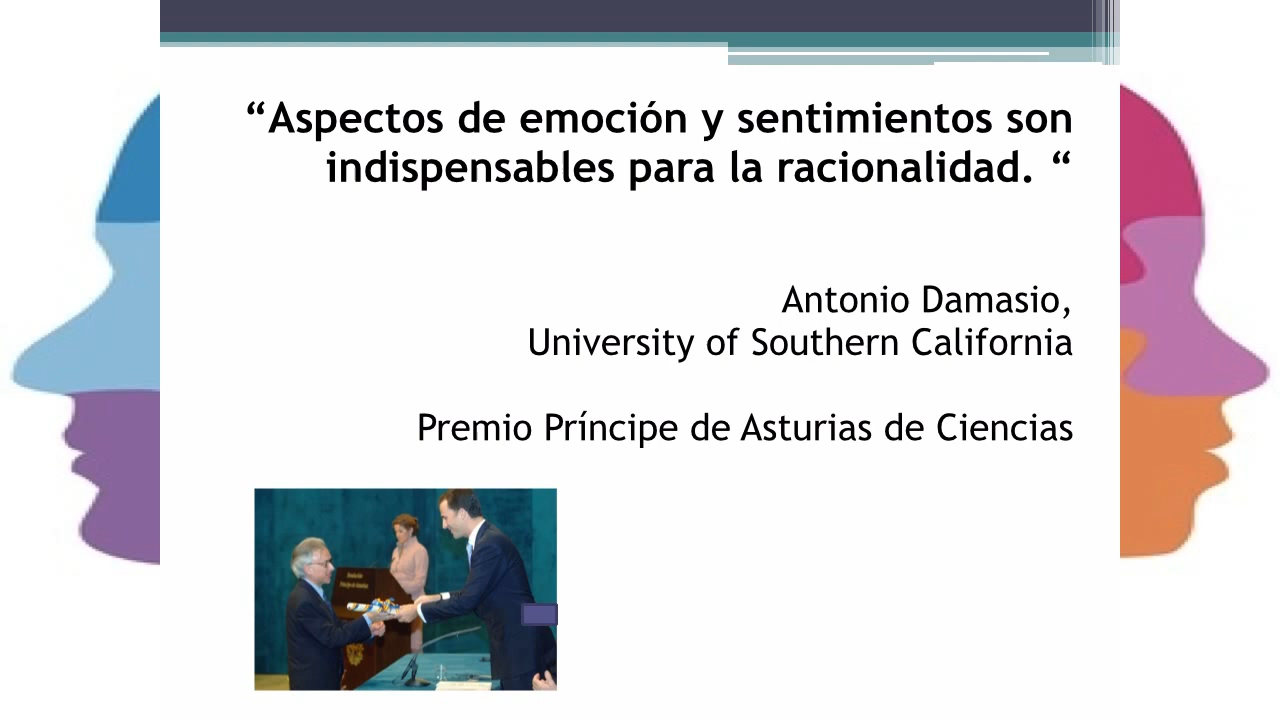 “Aspectos de emoción y sentimientos son
indispensables para la racionalidad. “
Antonio Damasio,
University of Southern California
Premio Príncipe de Asturias de Ciencias